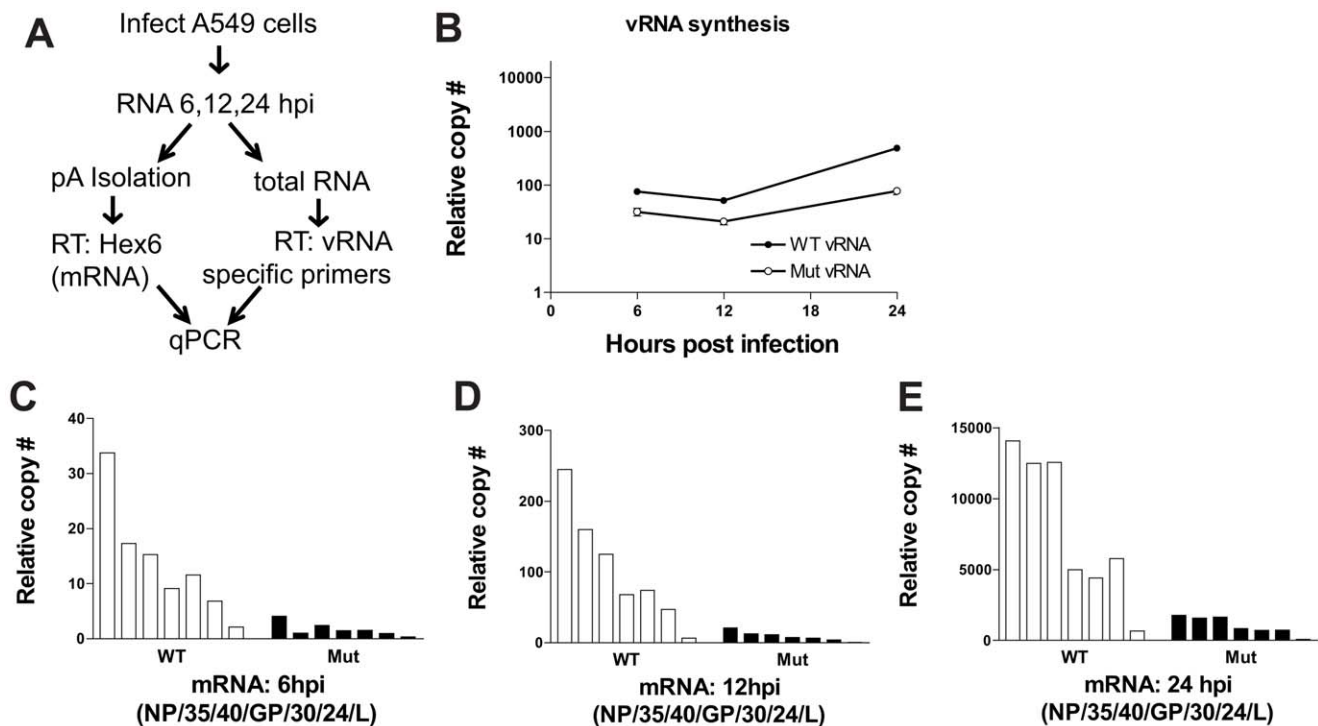 A
Infect A549 cells
RNA 6,12,24 hpi
pA Isolation
total RNA
RT: Hex6
(mRNA)
RT: vRNA
specific primers
qPCR
B
vRNA synthesis
Relative copy #
10000
1000
100
10
1
0
6
12
18
24
WT vRNA
Mut vRNA
Hours post infection
C
Relative copy #
40
30
20
10
0
WT
Mut
mRNA: 6hpi
(NP/35/40/GP/30/24/L)
D
Relative copy #
300
200
100
0
WT
Mut
mRNA: 12hpi
(NP/35/40/GP/30/24/L)
E
Relative copy #
15000
10000
5000
0
WT
Mut
mRNA: 24 hpi
(NP/35/40/GP/30/24/L)